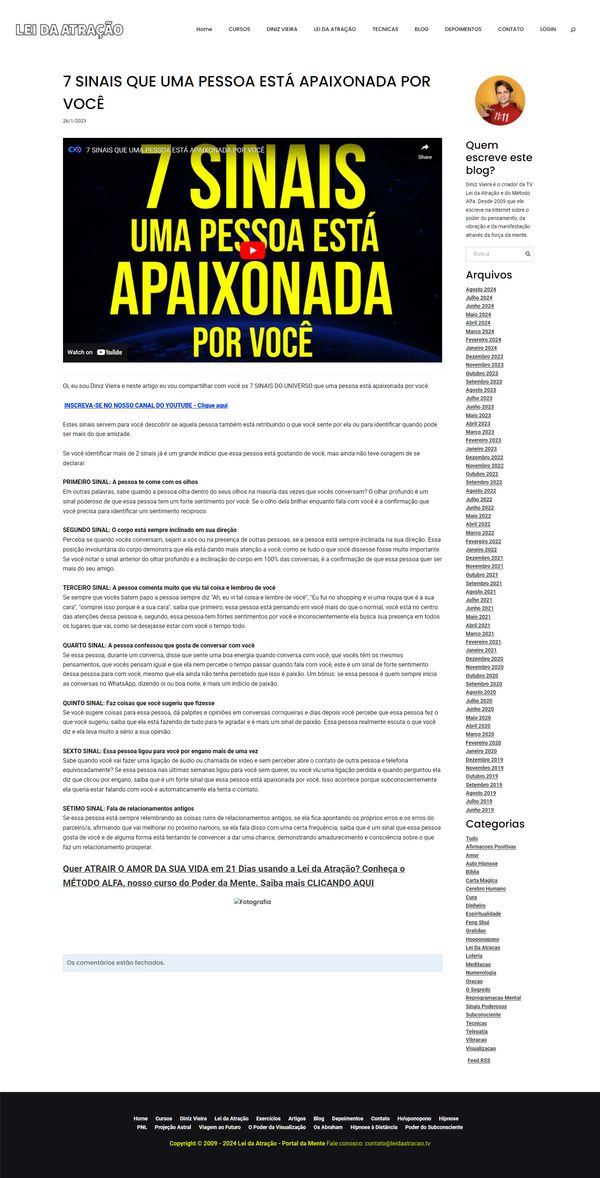 LEI DA ATRAÇÃO
Home CURSOS DINIZ VIEIRA LEI DA ATRAÇÃO TECNICAS BLOG DEPOIMENTOS CONTATO LOGIN
7 SINAIS QUE UMA PESSOA ESTÁ APAIXONADA POR
VOCÊ
26/1/2023
7 SINAIS QUE UMA PESSOA ESTÁ APAIXONADA POR VOCÊ
Share
7 SINAIS
UMA PESSOA ESTÁ
APAIXONADA
POR VOCÊ
Watch on YouTube
Oi, eu sou Diniz Vieira e neste artigo eu vou compartilhar com você os 7 SINAIS DO UNIVERSO que uma pessoa está apaixonada por você.
INSCREVA-SE NO NOSSO CANAL DO YOUTUBE - Clique aqui
Estes sinais servem para você descobrir se aquela pessoa também está retribuindo o que você sente por ela ou para identificar quando pode
ser mais do que amizade.
Se você identificar mais de 2 sinais já é um grande indício que essa pessoa está gostando de você, mas ainda não teve coragem de se
declarar.
PRIMEIRO SINAL: A pessoa te come com os olhos
Em outras palavras, sabe quando a pessoa olha dentro do seus olhos na maioria das vezes que vocês conversam? O olhar profundo é um
sinal poderoso de que essa pessoa tem um forte sentimento por você. Se o olho dela brilhar enquanto fala com você é a confirmação que
você precisa para identificar um sentimento recíproco.
SEGUNDO SINAL: O corpo está sempre inclinado em sua direção
Perceba se quando vocês conversam, sejam a sós ou na presença de outras pessoas, se a pessoa está sempre inclinada na sua direção. Essa
posição involuntária do corpo demonstra que ela está dando mais atenção a você, como se tudo o que você dissesse fosse muito importante.
Se você notar o sinal anterior do olhar profundo e a inclinação do corpo em 100% das conversas, é a confirmação de que essa pessoa quer ser
mais do seu amigo.
TERCEIRO SINAL: A pessoa comenta muito que viu tal coisa e lembrou de você
Se sempre que vocês batem papo a pessoa sempre diz "Ah, eu vi tal coisa e lembre de você", "Eu fui no shopping e vi uma roupa que é a sua
cara", "comprei isso porque é a sua cara", saiba que primeiro, essa pessoa está pensando em você mais do que o normal, você está no centro
das atenções dessa pessoa e, segundo, essa pessoa tem fortes sentimentos por você e inconscientemente ela busca sua presença em todos
os lugares que vai, como se desejasse estar com você o tempo todo.
QUARTO SINAL: A pessoa confessou que gosta de conversar com você
Se essa pessoa, durante um conversa, disse que sente uma boa energia quando conversa com você, que vocês têm os mesmos
pensamentos, que vocês pensam igual e que ela nem percebe o tempo passar quando fala com você, este é um sinal de forte sentimento
dessa pessoa para com você, mesmo que ela ainda não tenha percebido que isso é paixão. Um bônus: se essa pessoa é quem sempre inicia
as conversas no WhatsApp, dizendo oi ou boa noite, é mais um indício de paixão.
QUINTO SINAL: Faz coisas que você sugeriu que fizesse
Se você sugere coisas para essa pessoa, dá palpites e opiniões em conversas corriqueiras e dias depois você percebe que essa pessoa fez o
que você sugeriu, saiba que ela está fazendo de tudo para te agradar e é mais um sinal de paixão. Essa pessoa realmente escuta o que você
diz e ela leva muito a sério a sua opinião.
SEXTO SINAL: Essa pessoa ligou para você por engano mais de uma vez
Sabe quando você vai fazer uma ligação de áudio ou chamada de vídeo e sem perceber abre o contato de outra pessoa e telefona
equivocadamente? Se essa pessoa nas últimas semanas ligou para você sem querer, ou você viu uma ligação perdida e quando perguntou ela
diz que clicou por engano, saiba que é um forte sinal que essa pessoa está apaixonada por você. Isso acontece porque subconscientemente
ela queria estar falando com você e automaticamente ela tenta o contato.
SÉTIMO SINAL: Fala de relacionamentos antigos
Se essa pessoa está sempre relembrando as coisas ruins de relacionamentos antigos, se ela fica apontando os próprios erros e os erros do
parceiro/a, afirmando que vai melhorar no próximo namoro, se ela fala disso com uma certa frequência, saiba que é um sinal que essa pessoa
gosta de você e de alguma forma está tentando te convencer a dar uma chance, demonstrando amadurecimento e consciência sobre o que
faz um relacionamento prosperar.
Quer ATRAIR O AMOR DA SUA VIDA em 21 Dias usando a Lei da Atração? Conheça o
MÉTODO ALFA, nosso curso do Poder da Mente. Saiba mais CLICANDO AQUI
Fotografia
Os comentários estão fechados.
11:11
Quem
escreve este
blog?
Diniz Vieira é o criador da TV
Lei da Atração e do Método
Alfa. Desde 2009 que ele
escreve na Internet sobre o
poder do pensamento, da
vibração e da manifestação
através da força da mente.
Busca
Arquivos
Agosto 2024
Julho 2024
Junho 2024
Maio 2024
Abril 2024
Março 2024
Fevereiro 2024
Janeiro 2024
Dezembro 2023
Novembro 2023
Outubro 2023
Setembro 2023
Agosto 2023
Julho 2023
Junho 2023
Maio 2023
Abril 2023
Março 2023
Fevereiro 2023
Janeiro 2023
Dezembro 2022
Novembro 2022
Outubro 2022
Setembro 2022
Agosto 2022
Julho 2022
Junho 2022
Maio 2022
Abril 2022
Março 2022
Fevereiro 2022
Janeiro 2022
Dezembro 2021
Novembro 2021
Outubro 2021
Setembro 2021
Agosto 2021
Julho 2021
Junho 2021
Maio 2021
Abril 2021
Março 2021
Fevereiro 2021
Janeiro 2021
Dezembro 2020
Novembro 2020
Outubro 2020
Setembro 2020
Agosto 2020
Julho 2020
Junho 2020
Maio 2020
Abril 2020
Março 2020
Fevereiro 2020
Janeiro 2020
Dezembro 2019
Novembro 2019
Outubro 2019
Setembro 2019
Agosto 2019
Julho 2019
Junho 2019
Categorias
Tudo
Afirmacoes Positivas
Amor
Auto Hipnose
Bíblia
Carta Magica
Cerebro Humano
Cura
Dinheiro
Espiritualidade
Feng Shui
Gratidao
Hooponopono
Lei Da Atracao
Loteria
Meditacao
Numerologia
Oracao
O Segredo
Reprogramacao Mental
Sinais Poderosos
Subconsciente
Tecnicas
Telepatia
Vibracao
Visualizacao
Feed RSS
Home Cursos Diniz Vieira Lei da Atração Exercícios Artigos Blog Depoimentos Contato Ho'oponopono Hipnose
PNL Projeção Astral Viagem ao Futuro O Poder da Visualização Os Abraham Hipnose à Distância Poder do Subconsciente
Copyright © 2009 - 2024 Lei da Atração - Portal da Mente Fale conosco: contato@leidaatracao.tv